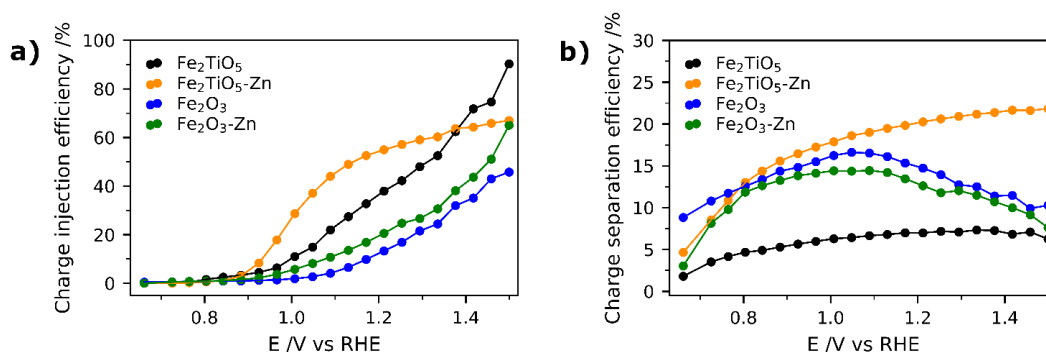 a)
Charge injection efficiency /%
100
80
60
40
20
0
Fe₂TiO₅
Fe₂TiO₅-Zn
Fe₂O₃
Fe₂O₃-Zn
0.8 1.0 1.2 1.4
E /V vs RHE
b)
Charge separation efficiency /%
30
25
20
15
10
5
0
Fe₂TiO₅
Fe₂TiO₅-Zn
Fe₂O₃
Fe₂O₃-Zn
0.8 1.0 1.2 1.4
E /V vs RHE